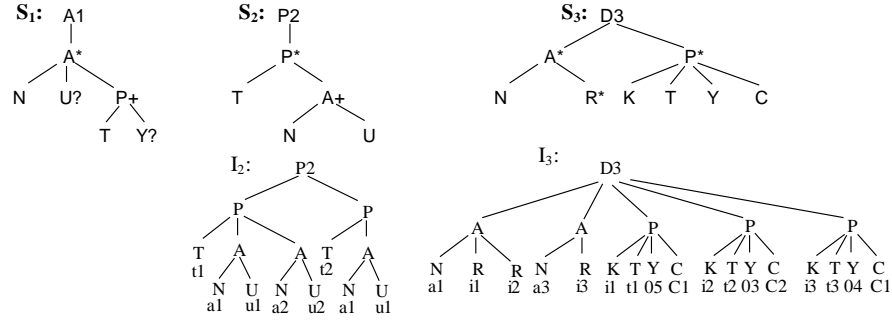 S1: A1 S2: P2 S3: D3
A* P* A* P*
N U? P+ T A+ N R* K T Y C
T Y? N U
I2: P2 I3: D3
P P A A P P P
T A A T A N R R N R K T Y C K T Y C K T Y C
t1 t2 a1 i1 i2 a3 i3 i1 t1 05 C1 i2 t2 03 C2 i3 t3 04 C1
N U N U N U
a1 u1 a2 u2 a1 u1